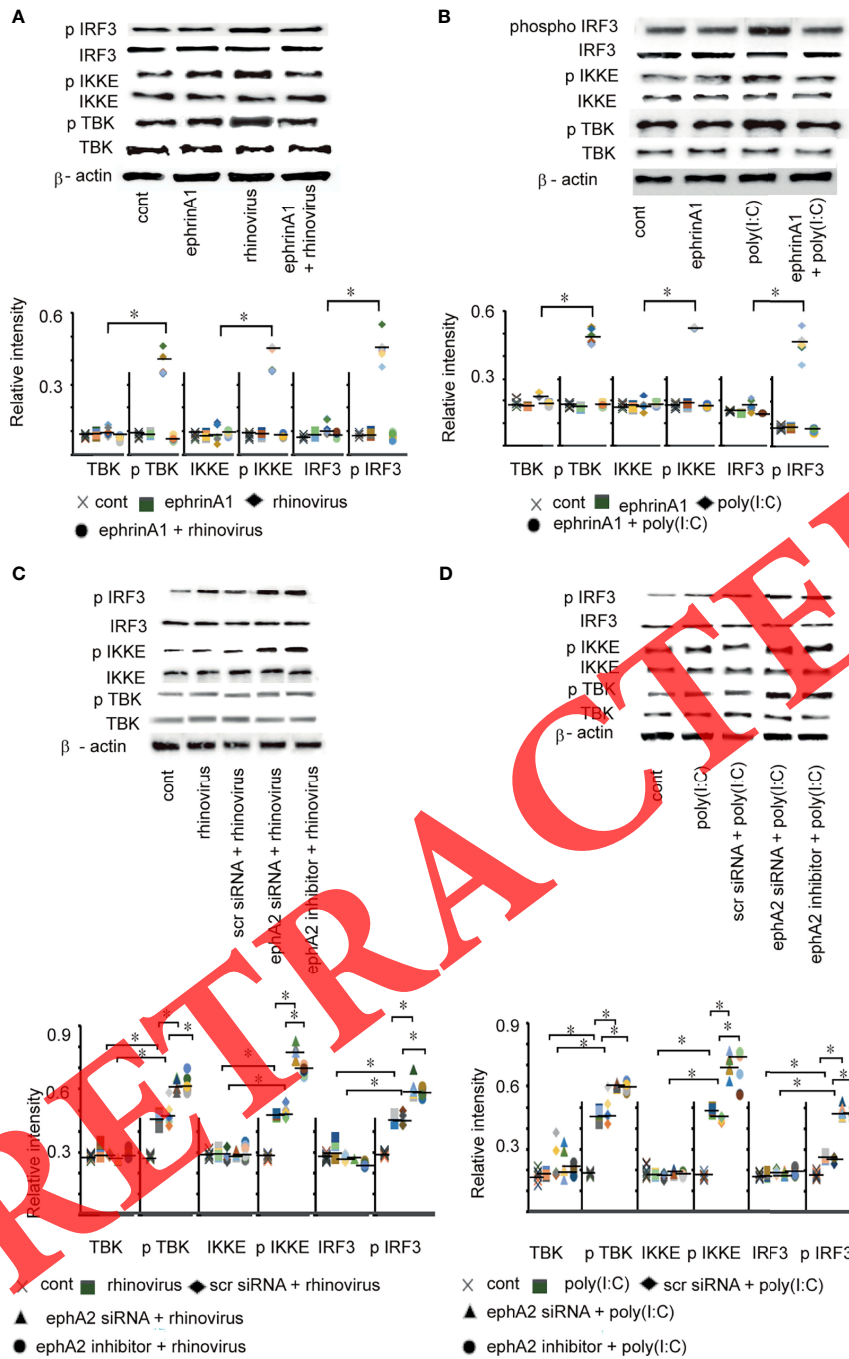 A
p IRF3
IRF3
p IKKE
IKKE
p TBK
TBK
β - actin
cont
ephrinA1
rhinovirus
ephrinA1
+ rhinovirus
Relative intensity
0.6
0.3
* * *
TBK p TBK IKKE p IKKE IRF3 p IRF3
cont ephrinA1 rhinovirus
ephrinA1 + rhinovirus
B
phospho IRF3
IRF3
p IKKE
IKKE
p TBK
TBK
β - actin
cont
ephrinA1
poly(I:C)
ephrinA1
+ poly(I:C)
Relative intensity
0.6
0.3
* * *
TBK p TBK IKKE p IKKE IRF3 p IRF3
cont ephrinA1 poly(I:C)
ephrinA1 + poly(I:C)
C
p IRF3
IRF3
p IKKE
IKKE
p TBK
TBK
β - actin
cont
rhinovirus
scr siRNA + rhinovirus
ephA2 siRNA + rhinovirus
ephA2 inhibitor + rhinovirus
Relative intensity
0.9
0.6
0.3
* * * * * * * * * * * *
TBK p TBK IKKE p IKKE IRF3 p IRF3
cont rhinovirus scr siRNA + rhinovirus
ephA2 siRNA + rhinovirus
ephA2 inhibitor + rhinovirus
D
p IRF3
IRF3
p IKKE
IKKE
p TBK
TBK
β- actin
cont
poly(I:C)
scr siRNA + poly(I:C)
ephA2 siRNA + poly(I:C)
ephA2 inhibitor + poly(I:C)
Relative intensity
0.9
0.6
0.3
* * * * * * * * * * * *
TBK p TBK IKKE p IKKE IRF3 p IRF3
cont poly(I:C) scr siRNA + poly(I:C)
ephA2 siRNA + poly(I:C)
ephA2 inhibitor + poly(I:C)
RETRACTE